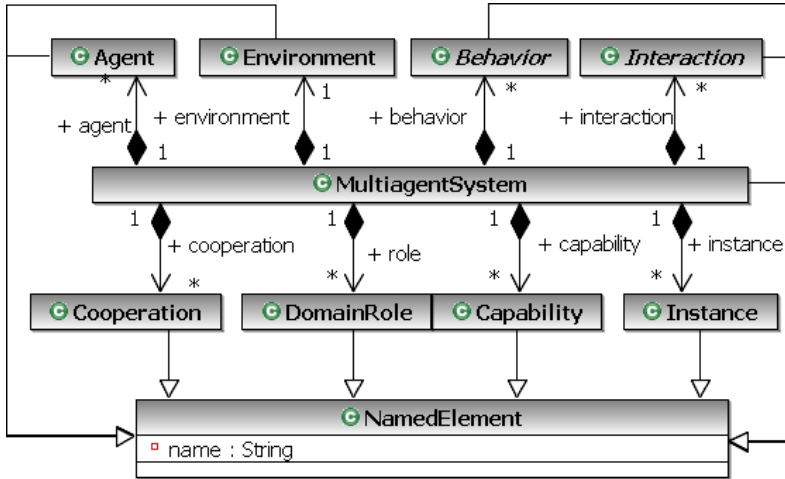 Agent
Environment
Behavior
Interaction
*
1
*
*
+ agent
+ environment
+ behavior
+ interaction
1
1
1
1
MultiagentSystem
1
1
1
1
+ cooperation
+ role
+ capability
+ instance
*
*
*
*
Cooperation
DomainRole
Capability
Instance
NamedElement
name : String